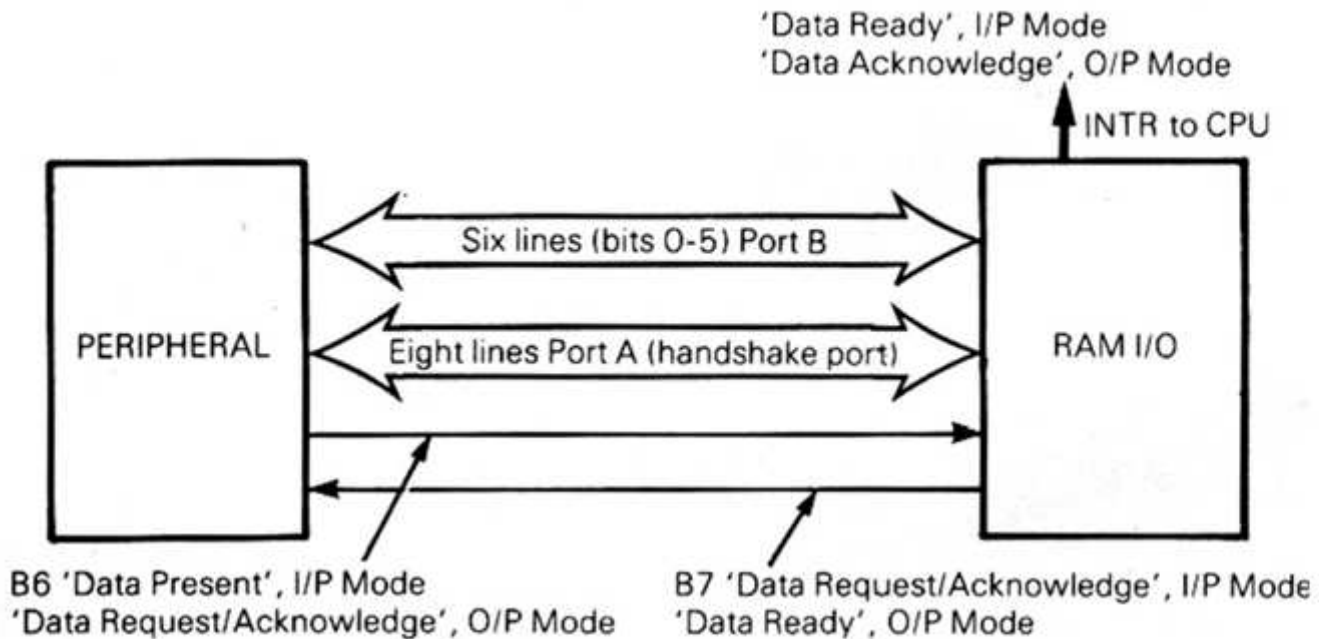 'Data Ready', I/P Mode
'Data Acknowledge', O/P Mode
INTR to CPU
Six lines (bits 0-5) Port B
PERIPHERAL
Eight lines Port A (handshake port)
RAM I/O
B6 'Data Present', I/P Mode
'Data Request/Acknowledge', O/P Mode
B7 'Data Request/Acknowledge', I/P Mode
'Data Ready', O/P Mode